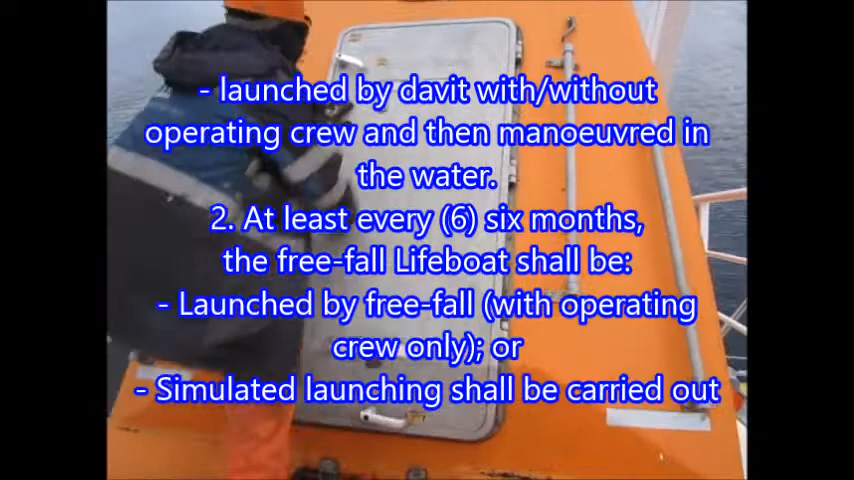 - launched by davit with/without
operating crew and then manoeuvred in
the water.
2. At least every (6) six months,
the free-fall Lifeboat shall be:
- Launched by free-fall (with operating
crew only); or
- Simulated launching shall be carried out